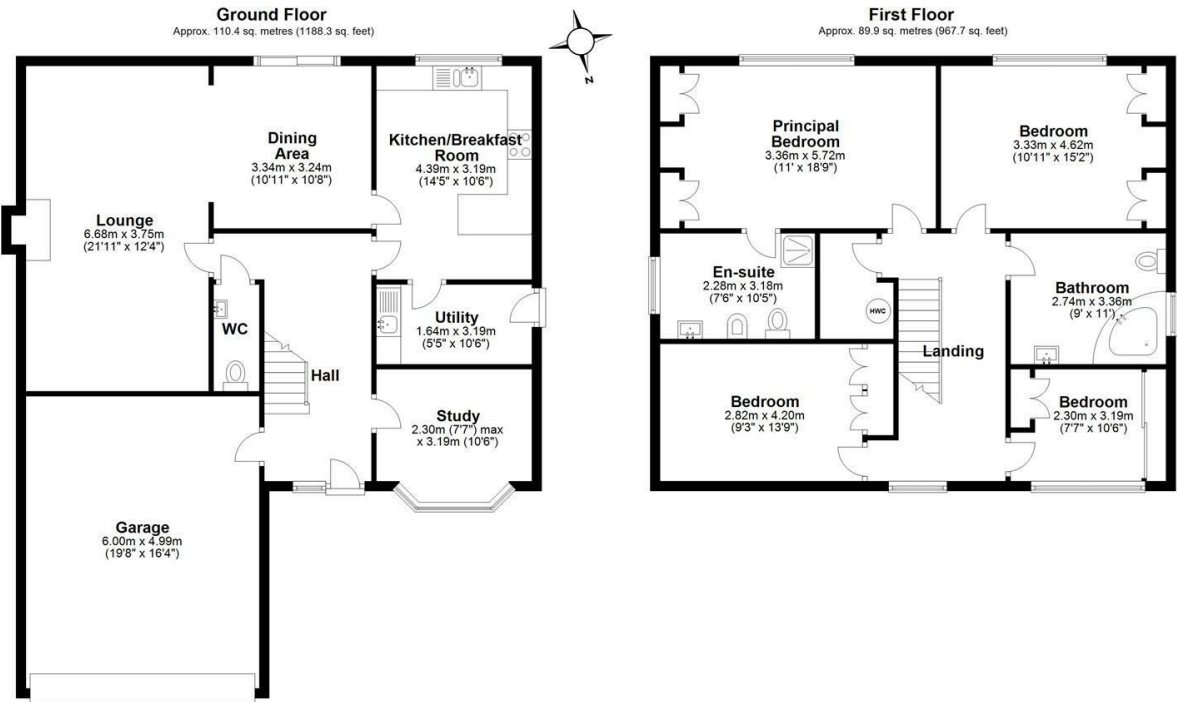 Ground Floor
Approx. 110.4 sq. metres (1188.3 sq. feet)
N
Dining
Area
3.34m x 3.24m
(10'11" x 10'8")
Kitchen/Breakfast
Room
4.39m x 3.19m
(14'5" x 10'6")
Lounge
6.68m x 3.75m
(21'11" x 12'4")
WC
Utility
1.64m x 3.19m
(5'5" x 10'6")
Hall
Study
2.30m (7'7") max
x 3.19m (10'6")
Garage
6.00m x 4.99m
(19'8" x 16'4")
First Floor
Approx. 89.9 sq. metres (967.7 sq. feet)
Principal
Bedroom
3.36m x 5.72m
(11' x 18'9")
Bedroom
3.33m x 4.62m
(10'11" x 15'2")
En-suite
2.28m x 3.18m
(7'6" x 10'5")
HWC
Bathroom
2.74m x 3.36m
(9' x 11')
Landing
Bedroom
2.82m x 4.20m
(9'3" x 13'9")
Bedroom
2.30m x 3.19m
(7'7" x 10'6")